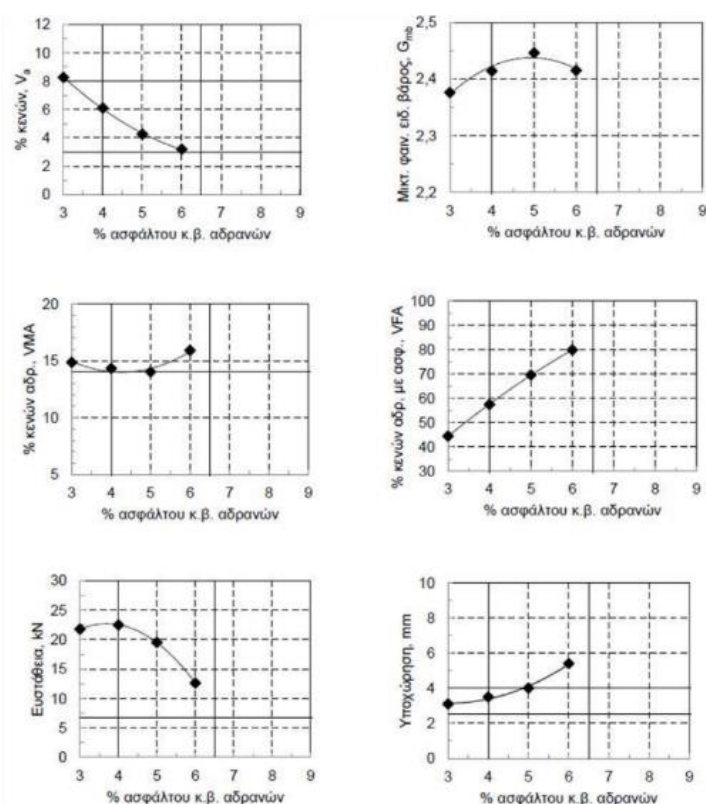 % κενών, Vₐ
12
10
8
6
4
2
0
3 4 5 6 7 8 9
% ασφάλτου κ.β. αδρανών
Μικτ. φαιν. ειδ. βάρος, Gmb
2,5
2,4
2,3
2,2
3 4 5 6 7 8 9
% ασφάλτου κ.β. αδρανών
% κενών αδρ., VMA
20
15
10
5
3 4 5 6 7 8 9
% ασφάλτου κ.β. αδρανών
% κενών αδρ. με ασφ., VFA
100
90
80
70
60
50
40
30
3 4 5 6 7 8 9
% ασφάλτου κ.β. αδρανών
Ευστάθεια, kN
30
25
20
15
10
5
0
3 4 5 6 7 8 9
% ασφάλτου κ.β. αδρανών
Υποχώρηση, mm
10
8
6
4
2
0
3 4 5 6 7 8 9
% ασφάλτου κ.β. αδρανών